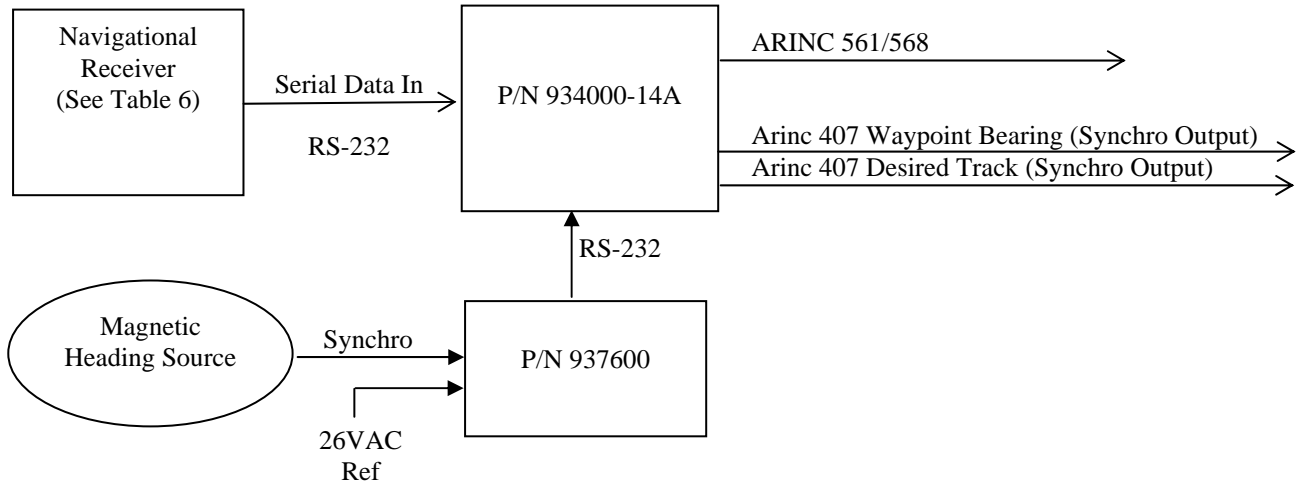 Navigational
Receiver
(See Table 6)
Serial Data In
RS-232
P/N 934000-14A
ARINC 561/568
Arinc 407 Waypoint Bearing (Synchro Output)
Arinc 407 Desired Track (Synchro Output)
RS-232
Magnetic
Heading Source
Synchro
26VAC
Ref
P/N 937600